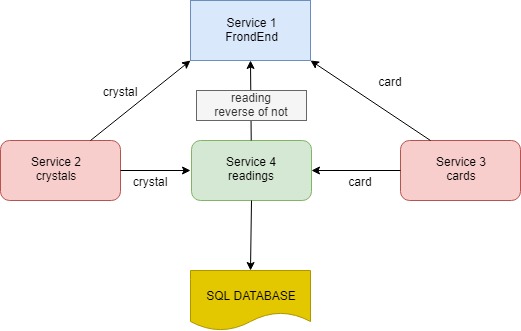 Service 1
FrondEnd
crystal
card
reading
reverse of not
Service 2
crystals
crystal
Service 4
readings
card
Service 3
cards
SQL DATABASE